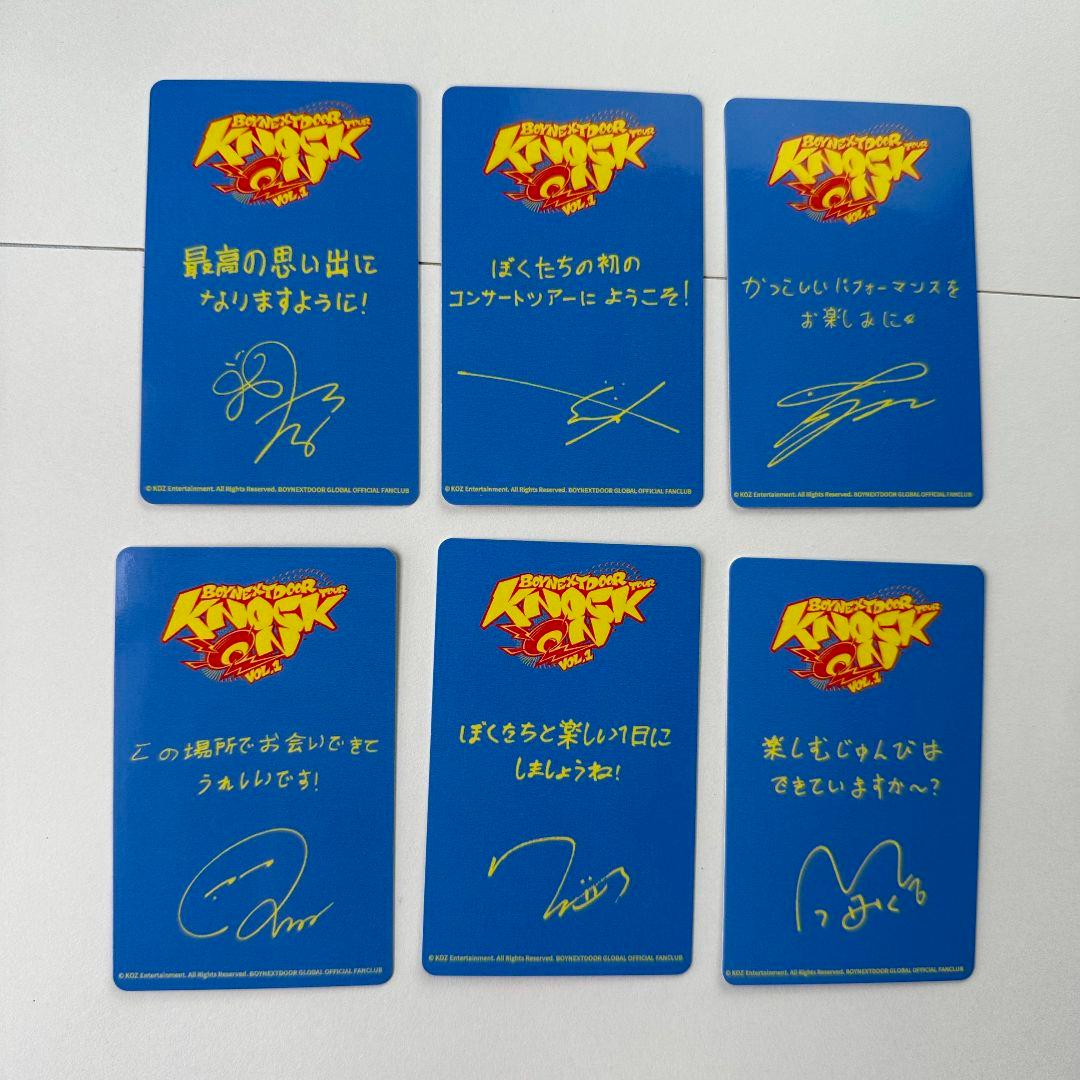 BOYNEXTDOOR TOUR
KNOCK
ON
VOL.1
最高の思い出に
なりますように!
© KOZ Entertainment. All Rights Reserved. BOYNEXTDOOR GLOBAL OFFICIAL FANCLUB
BOYNEXTDOOR TOUR
KNOCK
ON
VOL.1
ぼくたちの初の
コンサートツアーに ようこそ!
© KOZ Entertainment. All Rights Reserved. BOYNEXTDOOR GLOBAL OFFICIAL FANCLUB
BOYNEXTDOOR TOUR
KNOCK
ON
VOL.1
かっこいい パフォーマンスを
お楽しみに
© KOZ Entertainment. All Rights Reserved. BOYNEXTDOOR GLOBAL OFFICIAL FANCLUB
BOYNEXTDOOR TOUR
KNOCK
ON
VOL.1
この場所でお会いできて
うれしいです!
© KOZ Entertainment. All Rights Reserved. BOYNEXTDOOR GLOBAL OFFICIAL FANCLUB
BOYNEXTDOOR TOUR
KNOCK
ON
VOL.1
ぼくたちと楽しい1日に
しましょうね!
© KOZ Entertainment. All Rights Reserved. BOYNEXTDOOR GLOBAL OFFICIAL FANCLUB
BOYNEXTDOOR TOUR
KNOCK
ON
VOL.1
楽しむじゅんびは
できていますか〜?
© KOZ Entertainment. All Rights Reserved. BOYNEXTDOOR GLOBAL OFFICIAL FANCLUB